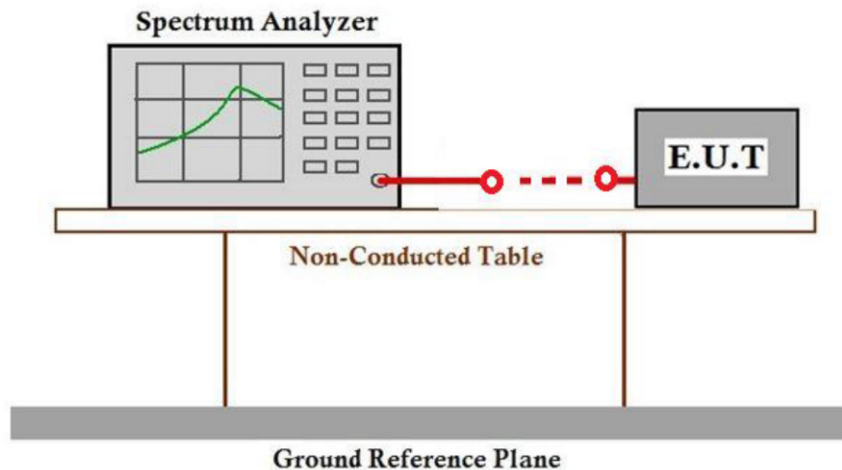 Spectrum Analyzer
E.U.T
Non-Conducted Table
Ground Reference Plane